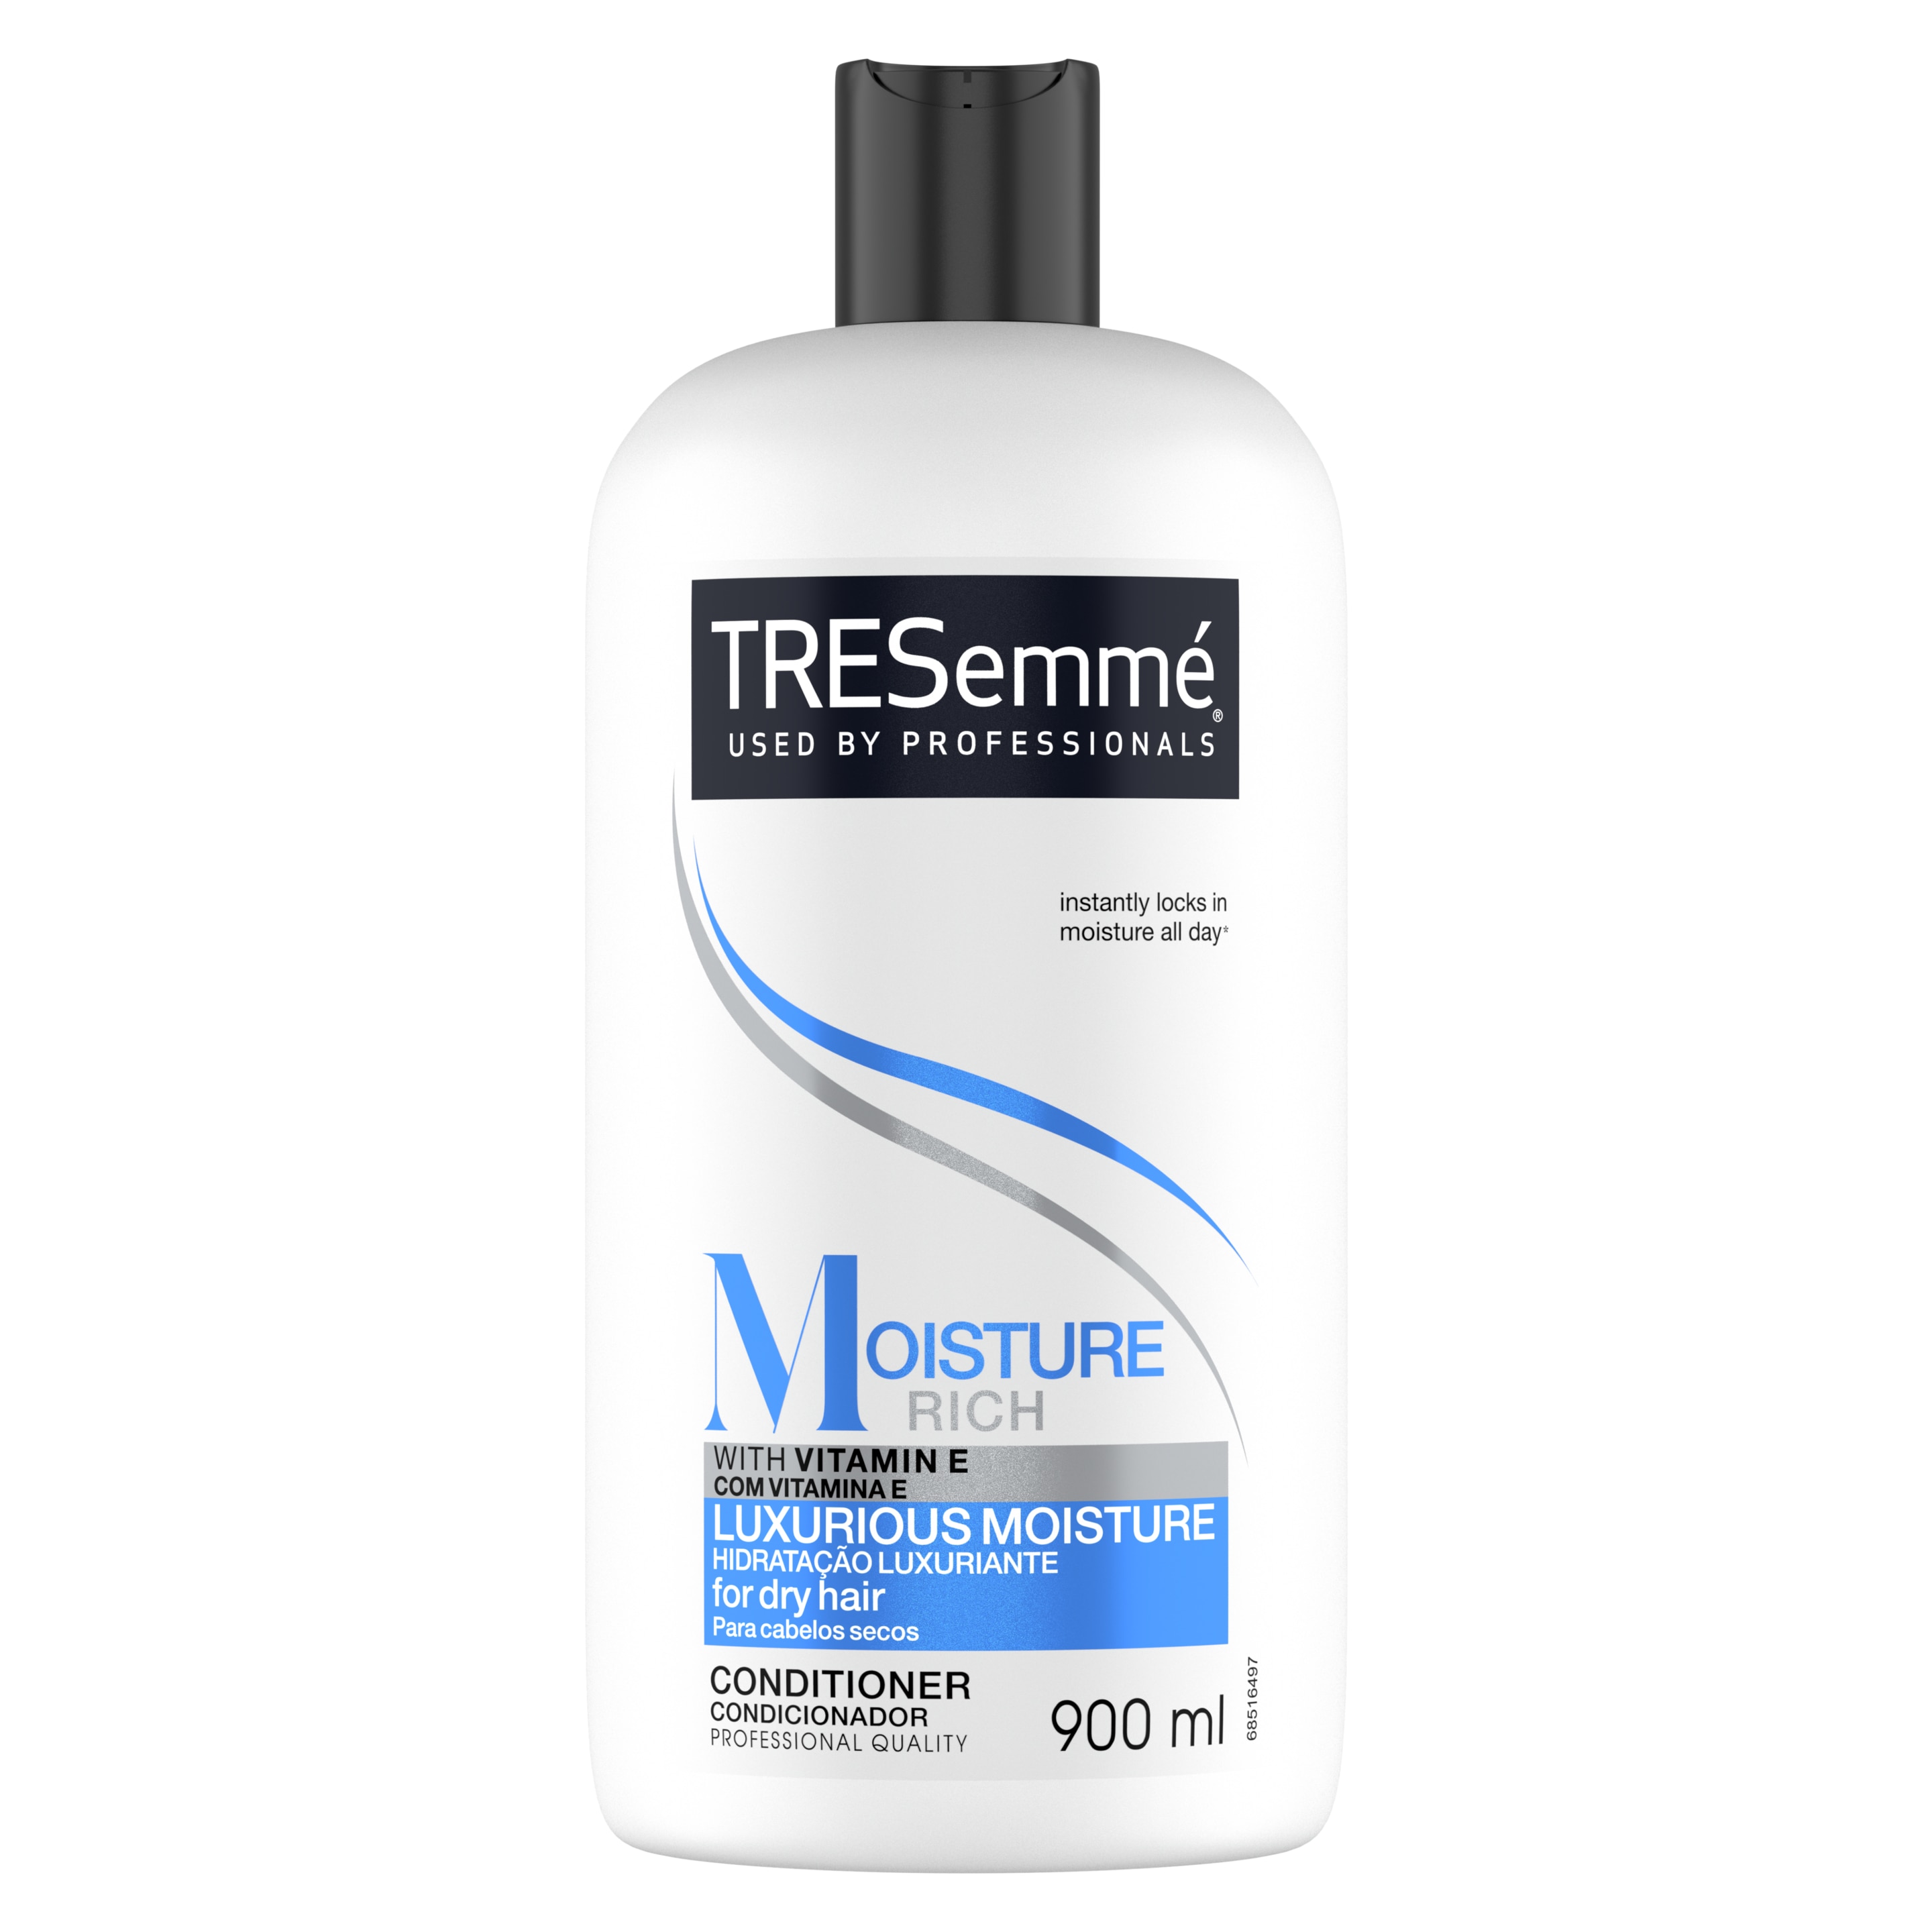 TRESemmé®
USED BY PROFESSIONALS
instantly locks in
moisture all day*
MOISTURE
RICH
WITH VITAMIN E
COM VITAMINA E
LUXURIOUS MOISTURE
HIDRATAÇÃO LUXURIANTE
for dry hair
Para cabelos secos
CONDITIONER
CONDICIONADOR
PROFESSIONAL QUALITY
900 ml
68516497